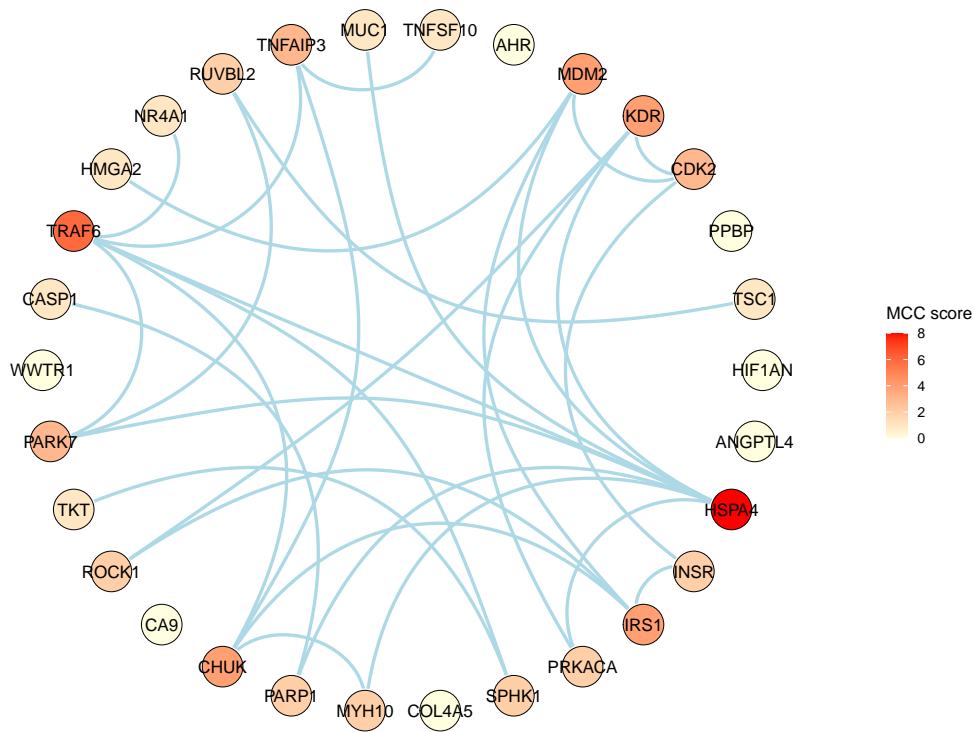 MUC1
TNFSF10
TNFAIP3
AHR
RUVBL2
MDM2
NR4A1
KDR
HMGA2
CDK2
TRAF6
PPBP
CASP1
TSC1
WWTR1
HIF1AN
PARK7
ANGPTL4
TKT
HSPA4
ROCK1
INSR
CA9
IRS1
CHUK
PRKACA
PARP1
SPHK1
MYH10
COL4A5
MCC score
8
6
4
2
0